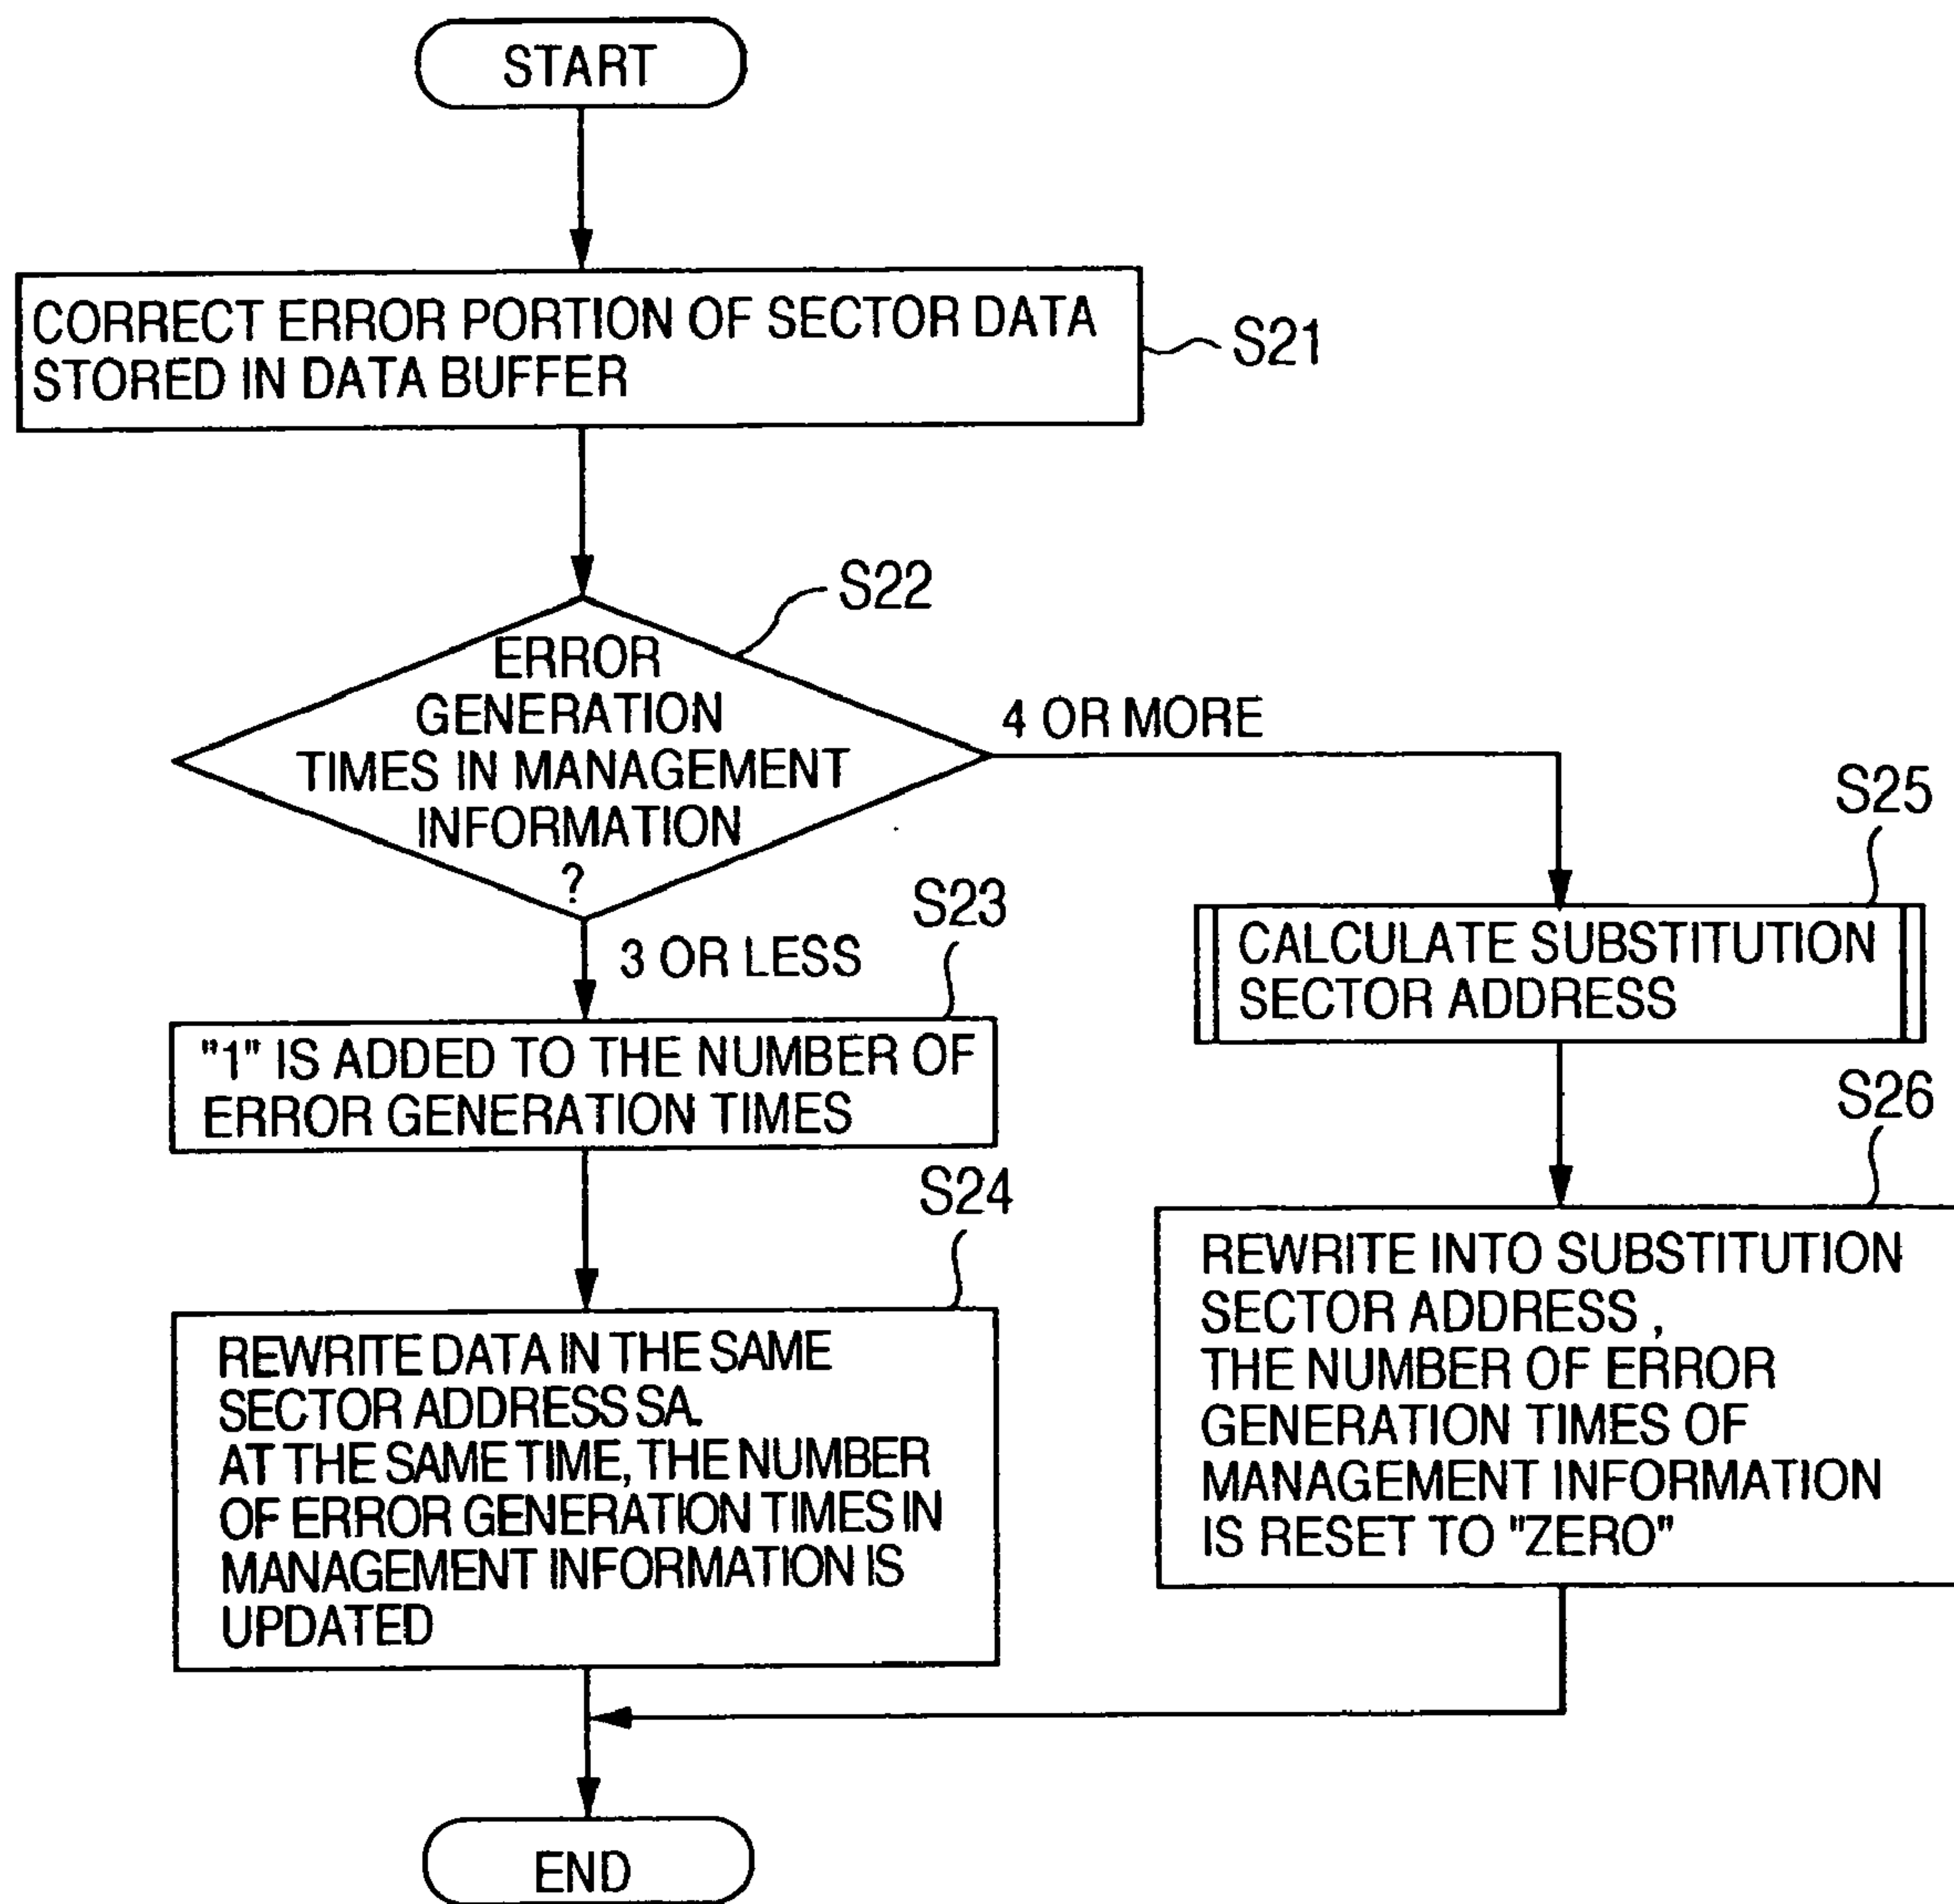 START
CORRECT ERROR PORTION OF SECTOR DATA
STORED IN DATA BUFFER
S21
S22
ERROR
GENERATION
TIMES IN MANAGEMENT
INFORMATION
?
4 OR MORE
3 OR LESS
S23
"1" IS ADDED TO THE NUMBER OF
ERROR GENERATION TIMES
S24
REWRITE DATA IN THE SAME
SECTOR ADDRESS SA.
AT THE SAME TIME, THE NUMBER
OF ERROR GENERATION TIMES IN
MANAGEMENT INFORMATION IS
UPDATED
S25
CALCULATE SUBSTITUTION
SECTOR ADDRESS
S26
REWRITE INTO SUBSTITUTION
SECTOR ADDRESS ,
THE NUMBER OF ERROR
GENERATION TIMES OF
MANAGEMENT INFORMATION
IS RESET TO "ZERO"
END